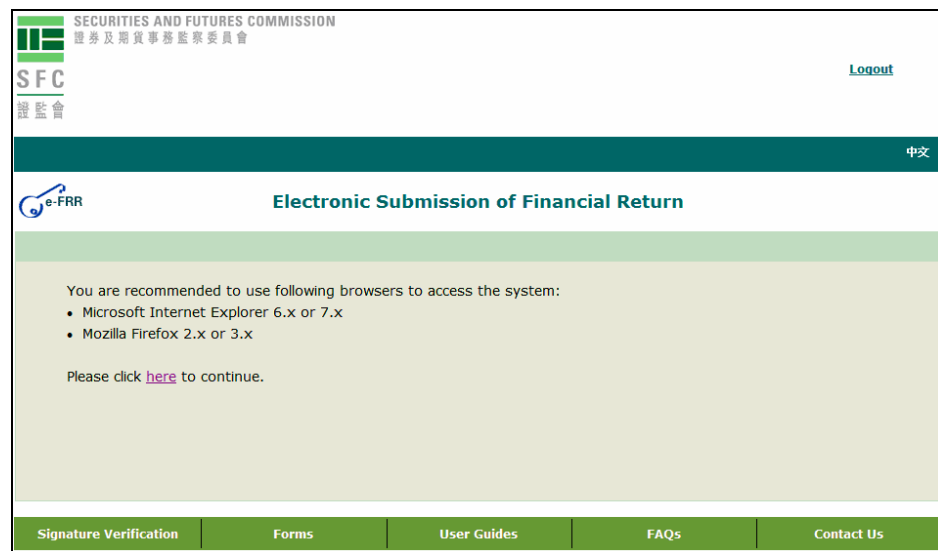 SECURITIES AND FUTURES COMMISSION
證券及期貨事務監察委員會
SFC
證監會
Logout
中文
e-FRR
Electronic Submission of Financial Return
You are recommended to use following browsers to access the system:
• Microsoft Internet Explorer 6.x or 7.x
• Mozilla Firefox 2.x or 3.x
Please click here to continue.
Signature Verification Forms User Guides FAQs Contact Us